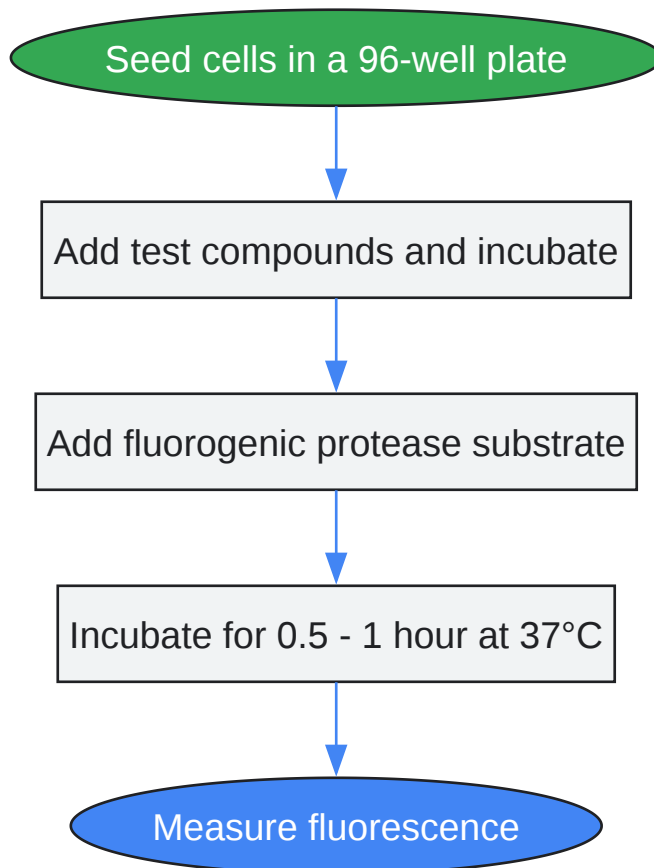 Seed cells in a 96-well plate
Add test compounds and incubate
Add fluorogenic protease substrate
Incubate for 0.5 - 1 hour at 37°C
Measure fluorescence